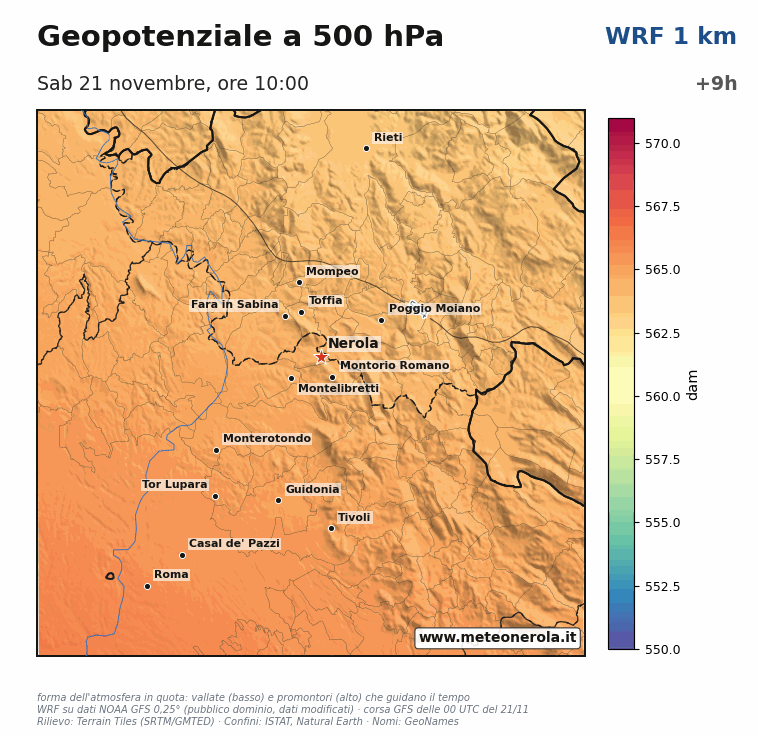 Geopotenziale a 500 hPa
WRF 1 km
Sab 21 novembre, ore 10:00
+9h
Rieti
Mompeo
Fara in Sabina
Toffia
Poggio Moiano
Nerola
Montorio Romano
Montelibretti
Monterotondo
Tor Lupara
Guidonia
Tivoli
Casal de' Pazzi
Roma
www.meteonerola.it
570.0
567.5
565.0
562.5
560.0
557.5
555.0
552.5
550.0
dam
forma dell'atmosfera in quota: vallate (basso) e promontori (alto) che guidano il tempo
WRF su dati NOAA GFS 0,25° (pubblico dominio, dati modificati) · corsa GFS delle 00 UTC del 21/11
Rilievo: Terrain Tiles (SRTM/GMTED) · Confini: ISTAT, Natural Earth · Nomi: GeoNames